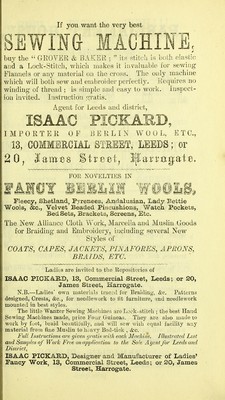 If you want the very best
SEWING MACHINE,
buy the "GROVER & BAKER;" its stitch is both elastic
and a Lock-Stitch, which makes it invaluable for sewing
Flannels or any material on the cross. The only machine
which will both sew and embroider perfectly. Requires no
winding of thread; is simple and easy to work. Inspect-
ion invited. Instruction gratis.
Agent for Leeds and district,
ISAAC PICKARD,
IMPORTER OF BERLIN WOOL, ETC.,
13, COMMERCIAL STREET, LEEDS; or
20, James Street, Harrogate.
FOR NOVELTIES IN
FANCY BERLIN WOOLS,
Fleecy, Shetland, Pyrenees, Andalusian, Lady Bettie
Wools, &c., Velvet Beaded Pincushions, Watch Pockets,
Bed Sets, Brackets, Screens, Etc.
The New Alliance Cloth Work, Marcella and Muslin Goods
for Braiding and Embroidery, including several New
Styles of
COATS, CAPES, JACKETS, PINAFORES, APRONS,
BRAIDS, ETC.
Ladies are invited to the Repositories of
ISAAC PICKARD, 13, Commercial Street, Leeds; or 20,
James Street, Harrogate.
N.B.—Ladies' own materials traced for Braiding, &c. Patterns
designed, Crests, &c., for needlework to fit furniture, and needlework
mounted in best styles.
The little Wanzer Sewing Machines are Lock-stitch; the best Hand
Sewing Machines made, price Four Guineas. They are also made to
work by foot, braid beautifully, and will sew with equal facility any
material from fine Muslin to heavy Bed-tick, &c.
Full Instructions are given gratis with each Machine. Illustrated List
and Samples of Work Free on application to the Sole Agent for Leeds and
District,
ISAAC PICKARD, Designer and Manufacturer of Ladies'
Fancy Work, 13, Commercial Street, Leeds; or 20, James
Street, Harrogate.